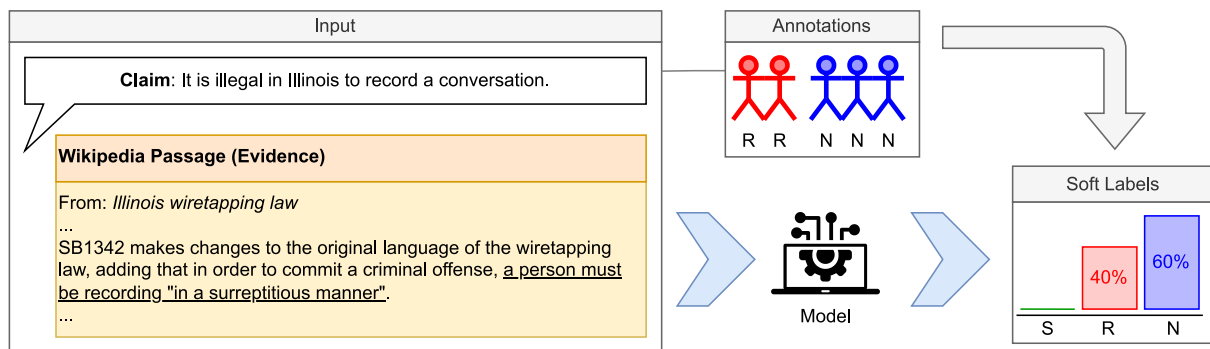 Input
Claim: It is illegal in Illinois to record a conversation.
Wikipedia Passage (Evidence)
From: Illinois wiretapping law
...
SB1342 makes changes to the original language of the wiretapping
law, adding that in order to commit a criminal offense, a person must
be recording "in a surreptitious manner".
...
Annotations
R R N N N
Model
Soft Labels
40%
60%
S R N